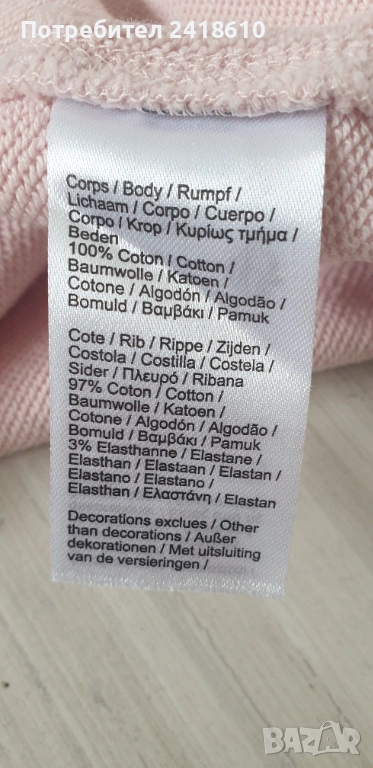 Потребител 2418610
Corps / Body / Rumpf /
Lichaam / Corpo / Cuerpo /
Corpo / Krop / Κυρίως τμήμα /
Beden
100% Coton / Cotton /
Baumwolle / Katoen /
Cotone / Algodón / Algodão /
Bomuld / Βαμβάκι / Pamuk
Cote / Rib / Rippe / Zijden /
Costola / Costilla / Costela /
Sider / Πλευρό / Ribana
97% Coton / Cotton /
Baumwolle / Katoen /
Cotone / Algodón / Algodão /
Bomuld / Βαμβάκι / Pamuk
3% Elasthanne / Elastane /
Elasthan / Elastaan / Elastan /
Elastano / Elastano /
Elasthan / Ελαστάνη / Elastan
Decorations exclues / Other
than decorations / Außer
dekorationen / Met uitsluiting
van de versieringen /
BAZAR